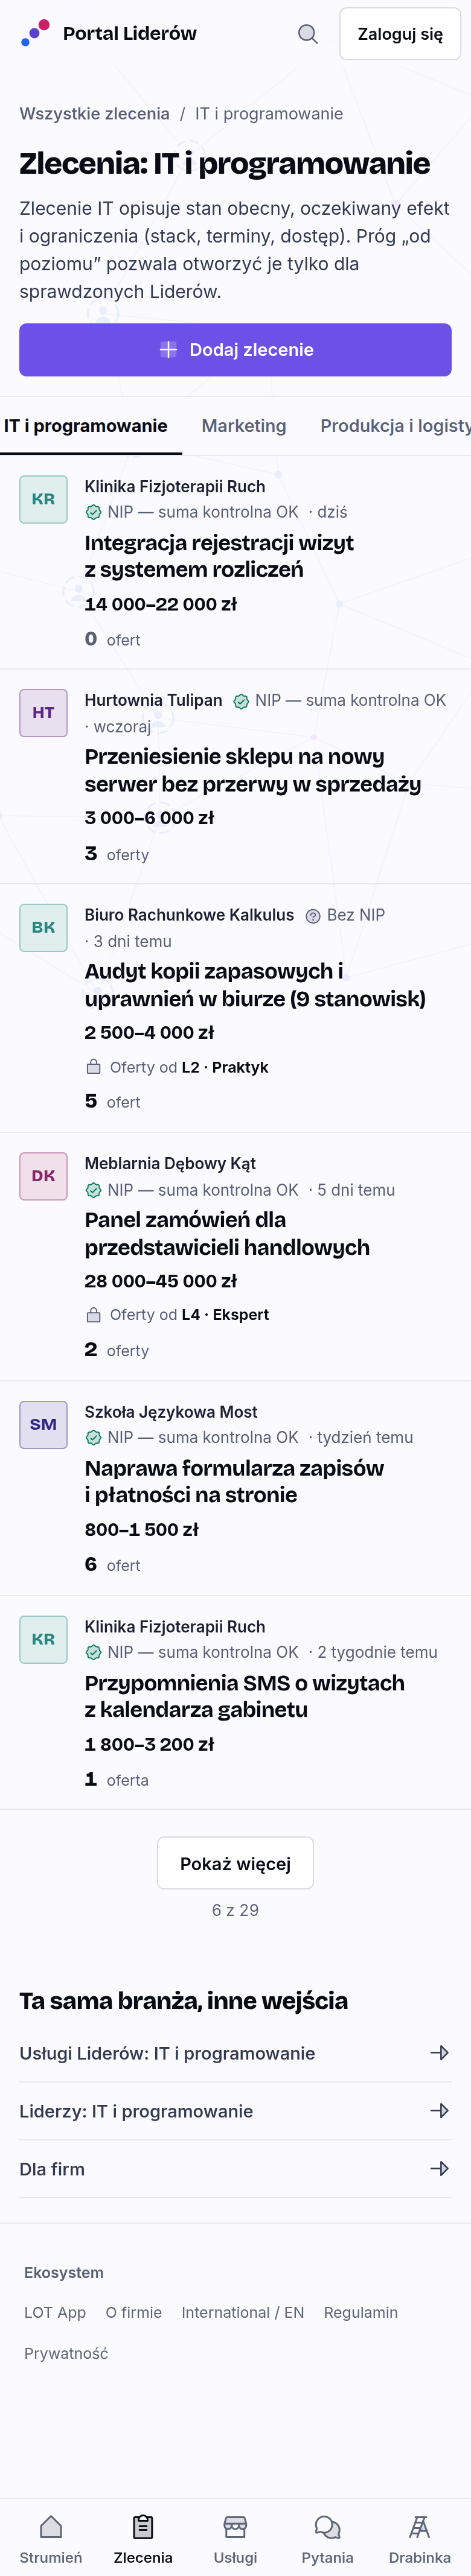 Portal Liderów
Zaloguj się
Wszystkie zlecenia / IT i programowanie
Zlecenia: IT i programowanie
Zlecenie IT opisuje stan obecny, oczekiwany efekt
i ograniczenia (stack, terminy, dostęp). Próg „od
poziomu” pozwala otworzyć je tylko dla
sprawdzonych Liderów.
Dodaj zlecenie
IT i programowanie Marketing Produkcja i logisty
KR
Klinika Fizjoterapii Ruch
NIP — suma kontrolna OK · dziś
Integracja rejestracji wizyt
z systemem rozliczeń
14 000–22 000 zł
0 ofert
HT
Hurtownia Tulipan NIP — suma kontrolna OK
· wczoraj
Przeniesienie sklepu na nowy
serwer bez przerwy w sprzedaży
3 000–6 000 zł
3 oferty
BK
Biuro Rachunkowe Kalkulus Bez NIP
· 3 dni temu
Audyt kopii zapasowych i
uprawnień w biurze (9 stanowisk)
2 500–4 000 zł
Oferty od L2 · Praktyk
5 ofert
DK
Meblarnia Dębowy Kąt
NIP — suma kontrolna OK · 5 dni temu
Panel zamówień dla
przedstawicieli handlowych
28 000–45 000 zł
Oferty od L4 · Ekspert
2 oferty
SM
Szkoła Językowa Most
NIP — suma kontrolna OK · tydzień temu
Naprawa formularza zapisów
i płatności na stronie
800–1 500 zł
6 ofert
KR
Klinika Fizjoterapii Ruch
NIP — suma kontrolna OK · 2 tygodnie temu
Przypomnienia SMS o wizytach
z kalendarza gabinetu
1 800–3 200 zł
1 oferta
Pokaż więcej
6 z 29
Ta sama branża, inne wejścia
Usługi Liderów: IT i programowanie
Liderzy: IT i programowanie
Dla firm
Ekosystem
LOT App O firmie International / EN Regulamin
Prywatność
Strumień Zlecenia Usługi Pytania Drabinka